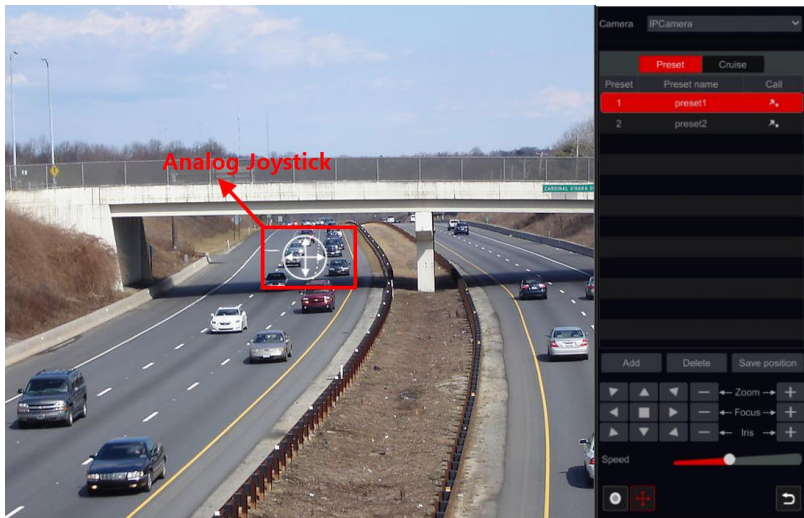 Camera IPCamera
Preset Cruise
Preset Preset name Call
1 preset1
2 preset2
Analog Joystick
CARDINAL O'HARA
Add Delete Save position
Zoom
Focus
Iris
Speed